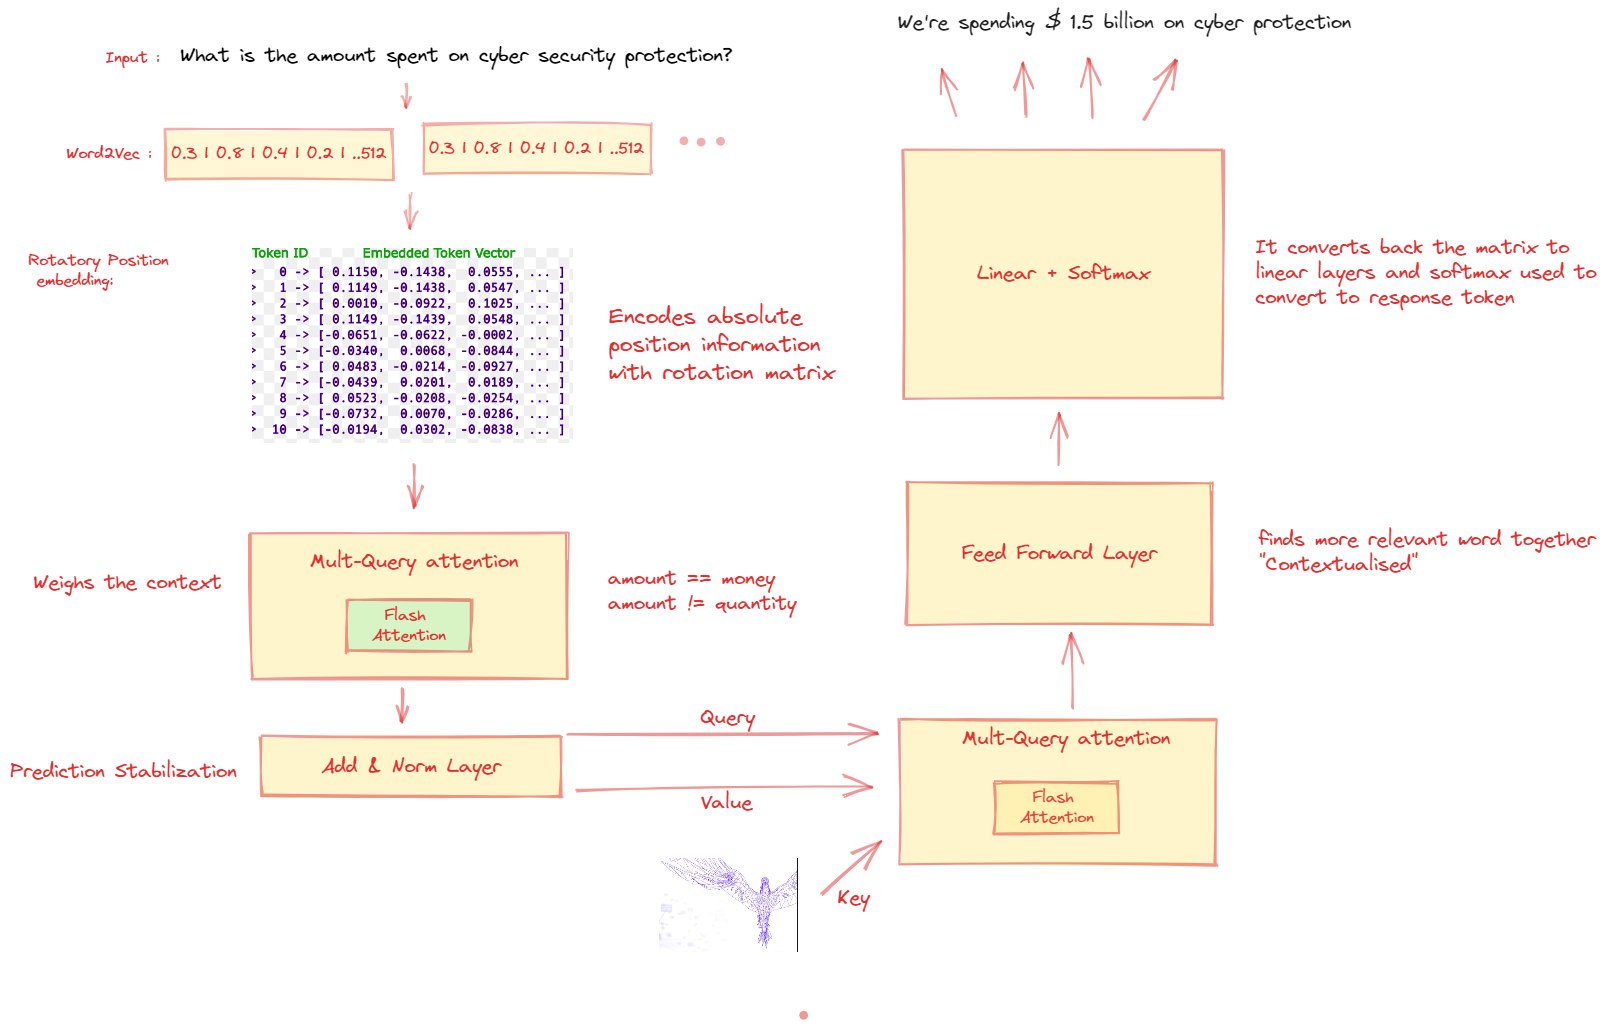 Input :
What is the amount spent on cyber security protection?
Word2Vec :
0.3 | 0.8 | 0.4 | 0.2 | ..512
0.3 | 0.8 | 0.4 | 0.2 | ..512
Rotatory Position
embedding:
Token ID Embedded Token Vector
> 0 -> [ 0.1150, -0.1438, 0.0555, ... ]
> 1 -> [ 0.1149, -0.1438, 0.0547, ... ]
> 2 -> [ 0.0010, -0.0922, 0.1025, ... ]
> 3 -> [ 0.1149, -0.1439, 0.0548, ... ]
> 4 -> [-0.0651, -0.0622, -0.0002, ... ]
> 5 -> [-0.0340, 0.0068, -0.0844, ... ]
> 6 -> [ 0.0483, -0.0214, -0.0927, ... ]
> 7 -> [-0.0439, 0.0201, 0.0189, ... ]
> 8 -> [ 0.0523, -0.0208, -0.0254, ... ]
> 9 -> [-0.0732, 0.0070, -0.0286, ... ]
> 10 -> [-0.0194, 0.0302, -0.0838, ... ]
Encodes absolute
position information
with rotation matrix
Weighs the context
Mult-Query attention
Flash
Attention
amount == money
amount != quantity
Prediction Stabilization
Add & Norm Layer
Query
Value
Key
Mult-Query attention
Flash
Attention
Feed Forward Layer
finds more relevant word together
"Contextualised"
Linear + Softmax
It converts back the matrix to
linear layers and softmax used to
convert to response token
We're spending $ 1.5 billion on cyber protection